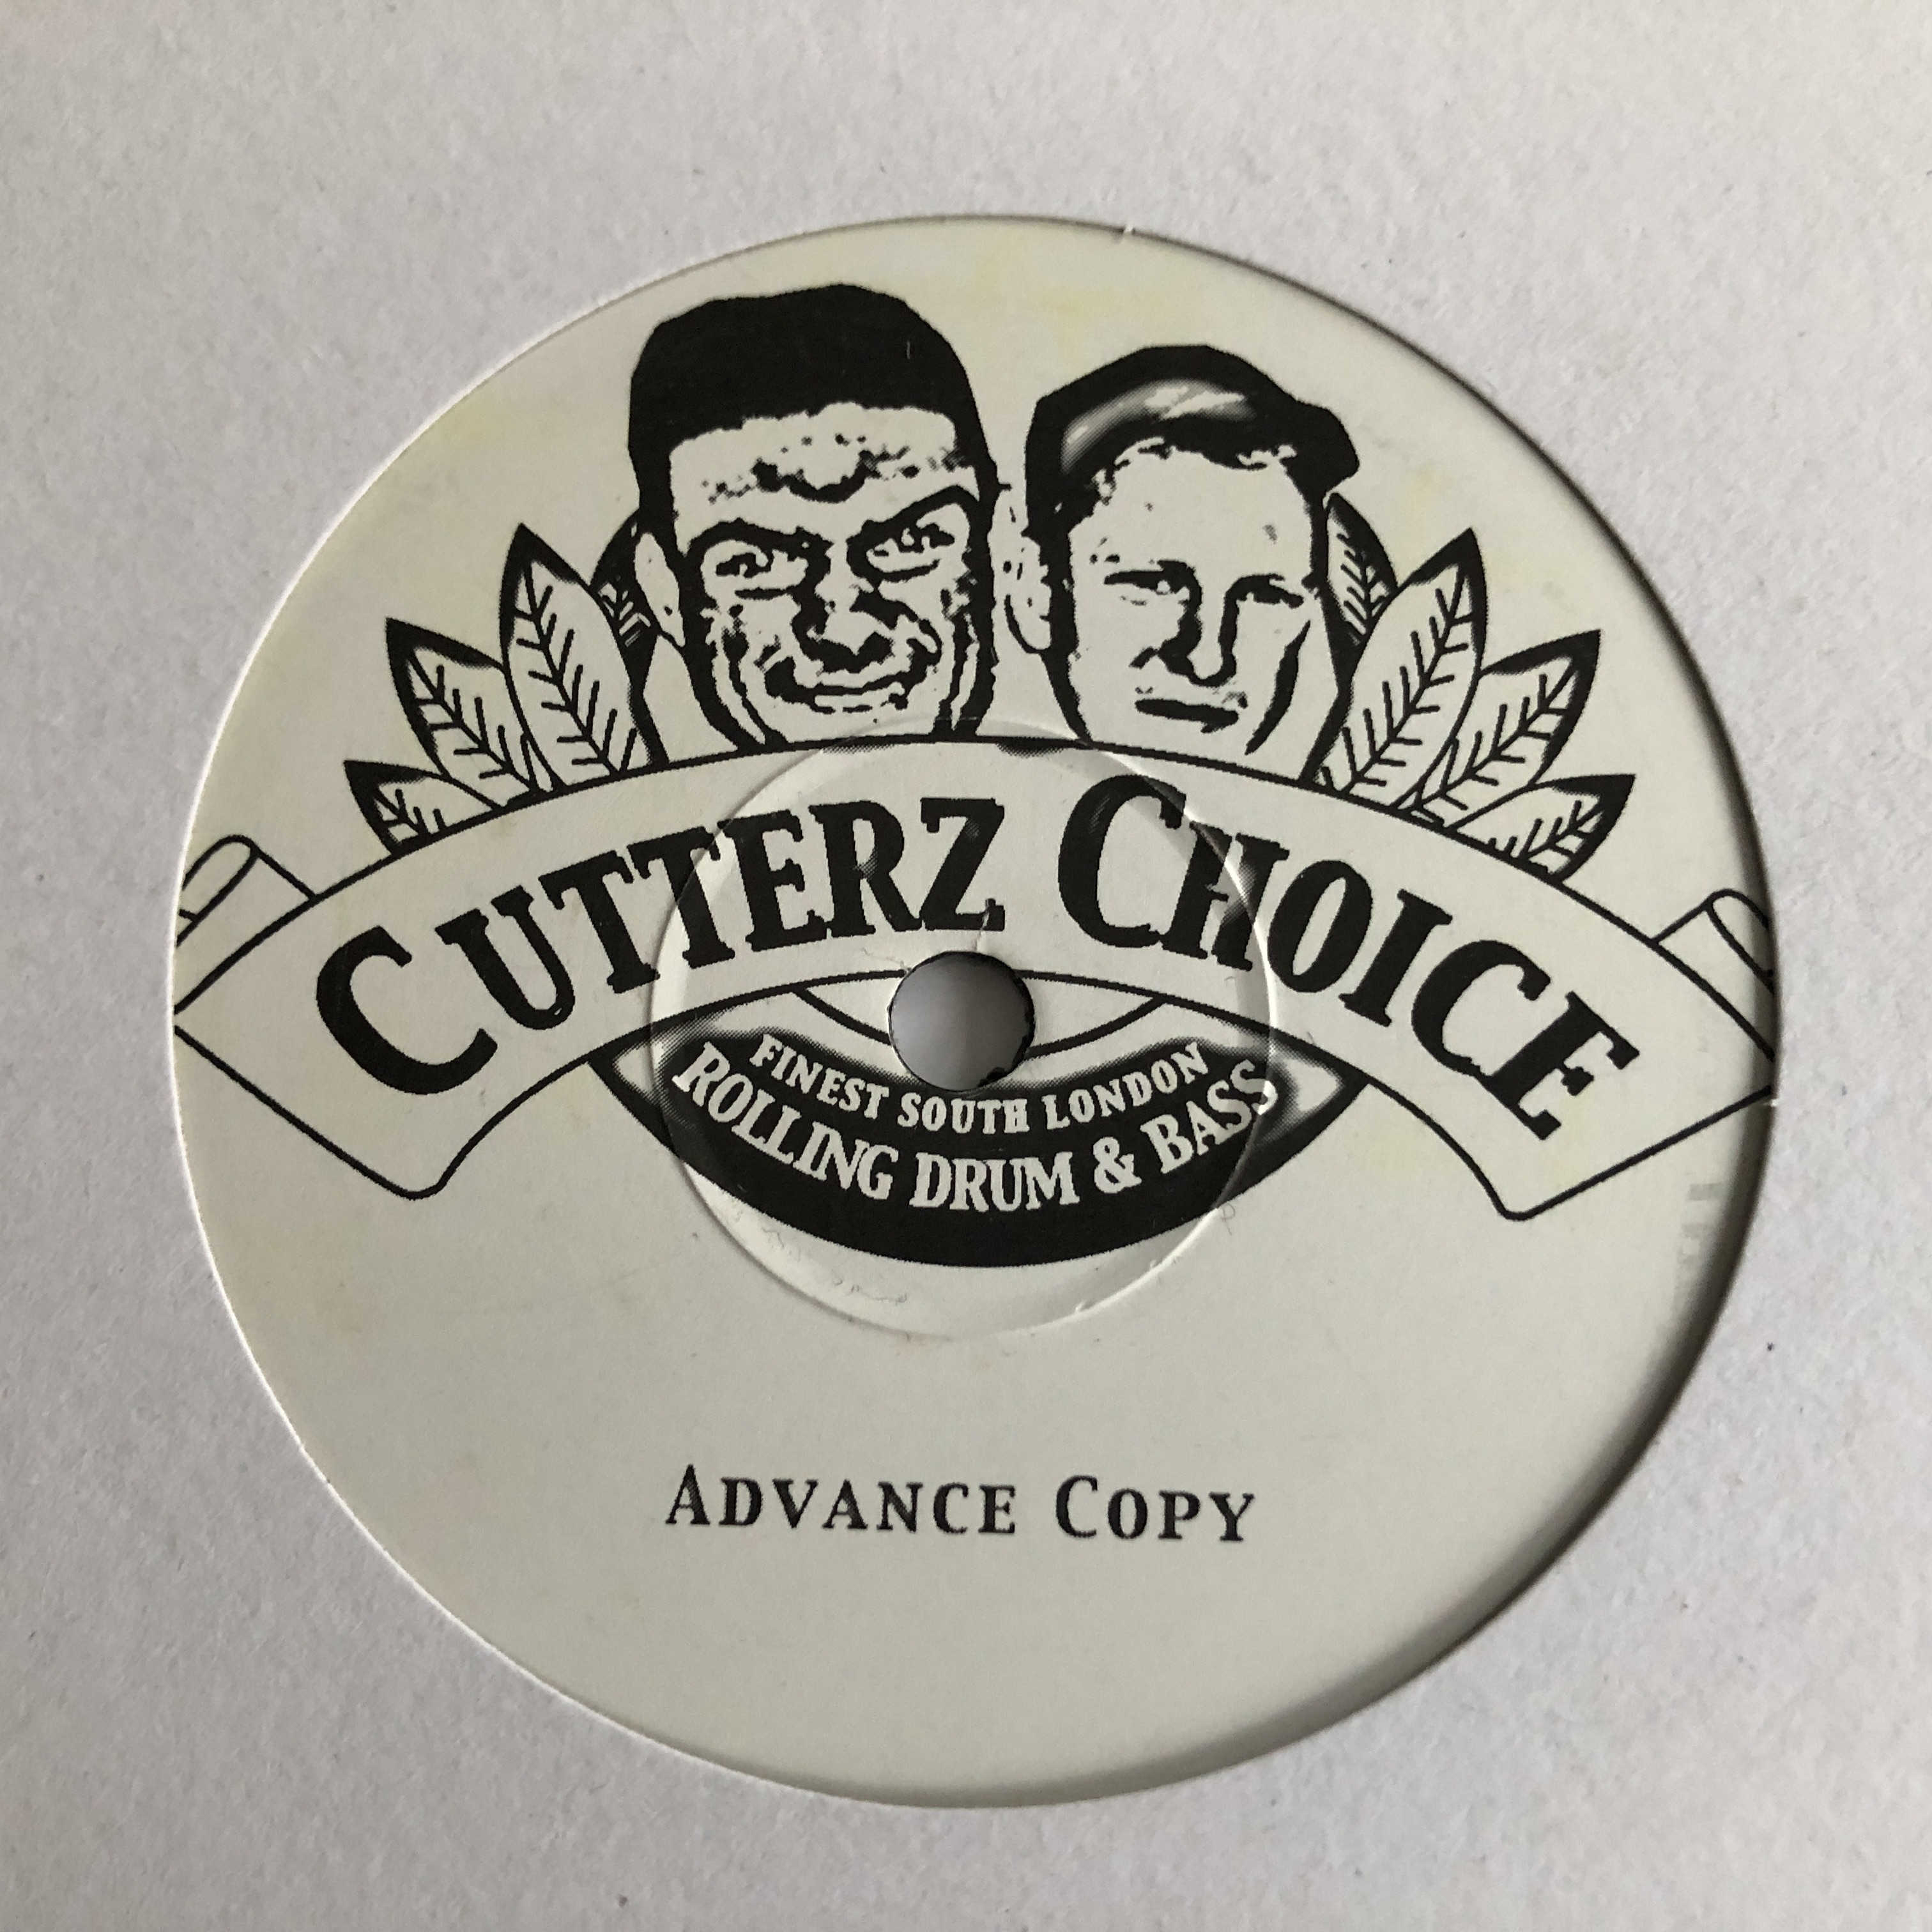 CUTTERZ CHOICE
FINEST SOUTH LONDON
ROLLING DRUM & BASS
ADVANCE COPY